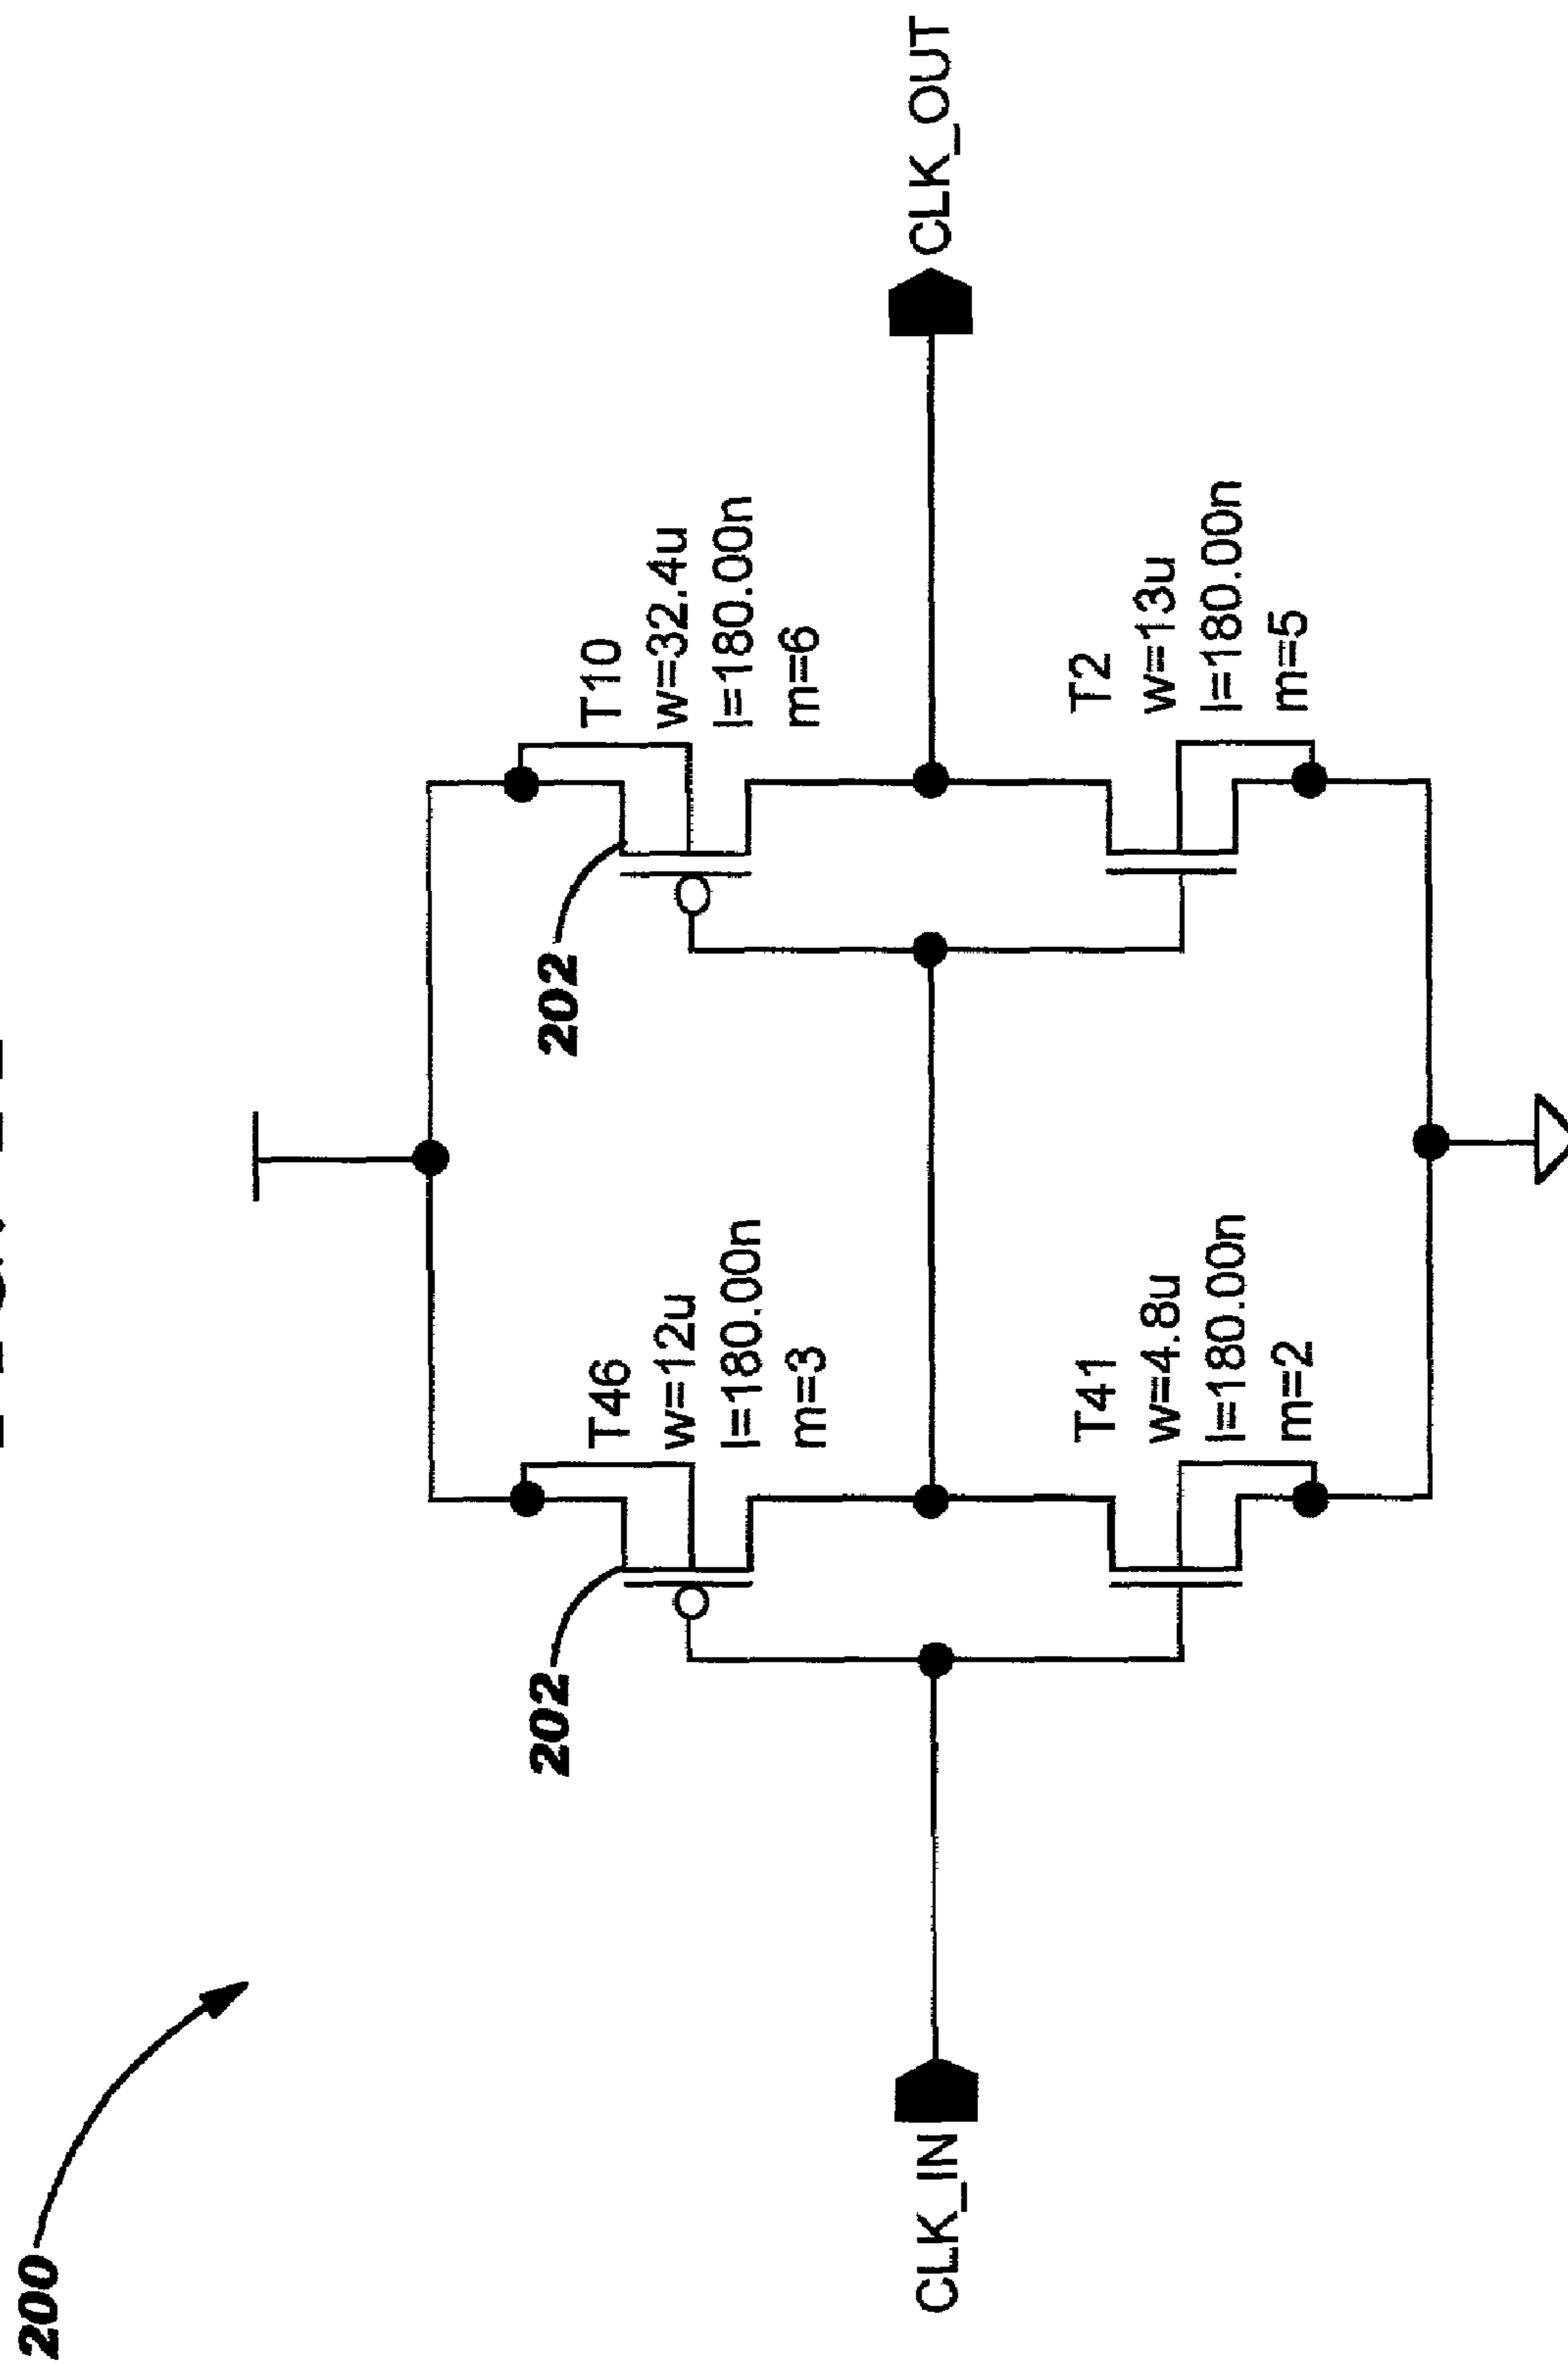 200
202
T46
w=12u
l=180.00n
m=3
202
T10
w=32.4u
l=180.00n
m=6
CLK_IN
CLK_OUT
T41
w=4.8u
l=180.00n
m=2
T2
w=13u
l=180.00n
m=5